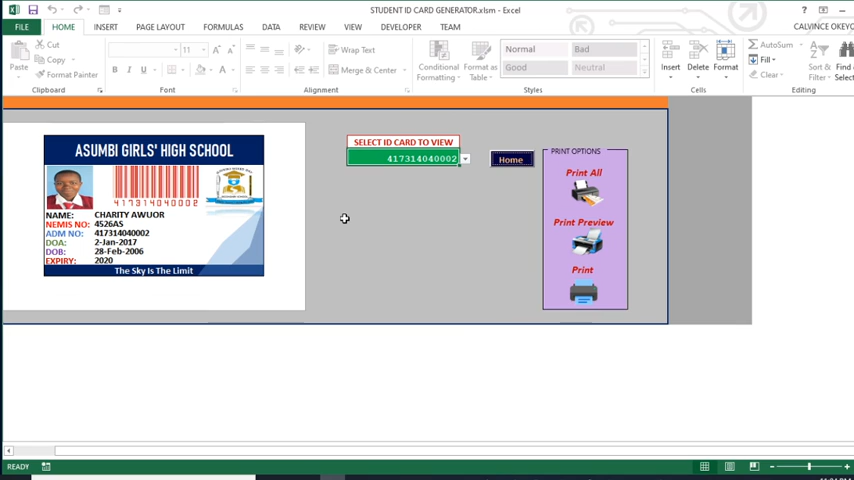 STUDENT ID CARD GENERATOR.xlsm - Excel
FILE HOME INSERT PAGE LAYOUT FORMULAS DATA REVIEW VIEW DEVELOPER TEAM
CALVINCE OKEYO
Paste
Cut
Copy
Format Painter
Clipboard
11
B I U
Font
Wrap Text
Merge & Center
Alignment
Conditional Formatting
Format as Table
Normal Bad
Good Neutral
Styles
Insert Delete Format
Cells
AutoSum
Fill
Clear
Sort & Filter
Find & Selec
ASUMBI GIRLS' HIGH SCHOOL
417314040002
NAME: CHARITY AWUOR
NEMIS NO: 4526AS
ADM NO: 417314040002
DOA: 2-Jan-2017
DOB: 28-Feb-2006
EXPIRY: 2020
The Sky Is The Limit
SELECT ID CARD TO VIEW
417314040002
Home
PRINT OPTIONS
Print All
Print Preview
Print
READY